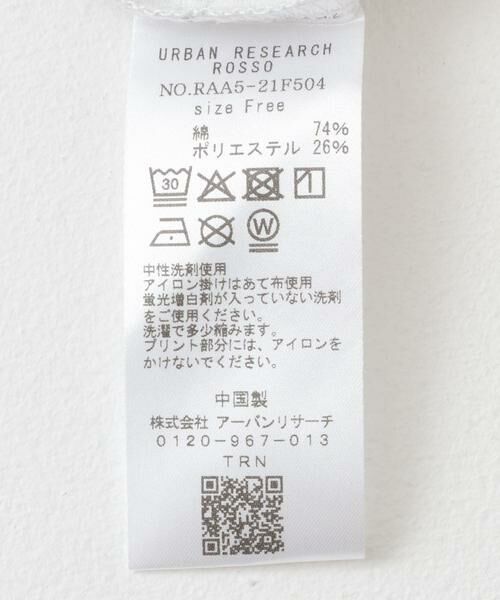 URBAN RESEARCH
ROSSO
NO.RAA5-21F504
size Free
綿 74%
ポリエステル 26%
30
W
中性洗剤使用
アイロン掛けはあて布使用
蛍光増白剤が入っていない洗剤
をご使用ください。
洗濯で多少縮みます。
プリント部分には、アイロンを
かけないでください。
中国製
株式会社 アーバンリサーチ
0120-967-013
TRN